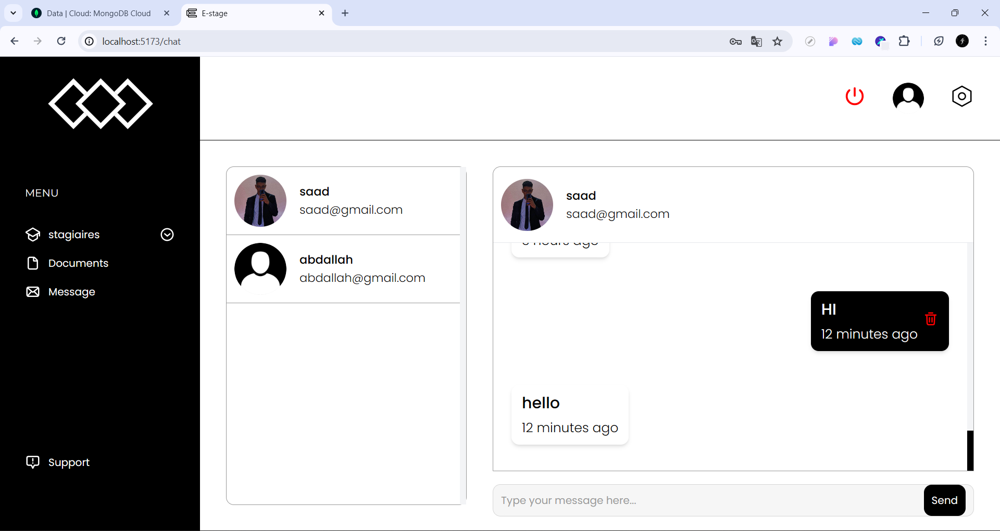 Data | Cloud: MongoDB Cloud
E-stage
localhost:5173/chat
MENU
stagiaires
Documents
Message
Support
saad
saad@gmail.com
abdallah
abdallah@gmail.com
saad
saad@gmail.com
hours ago
HI
12 minutes ago
hello
12 minutes ago
Type your message here...
Send